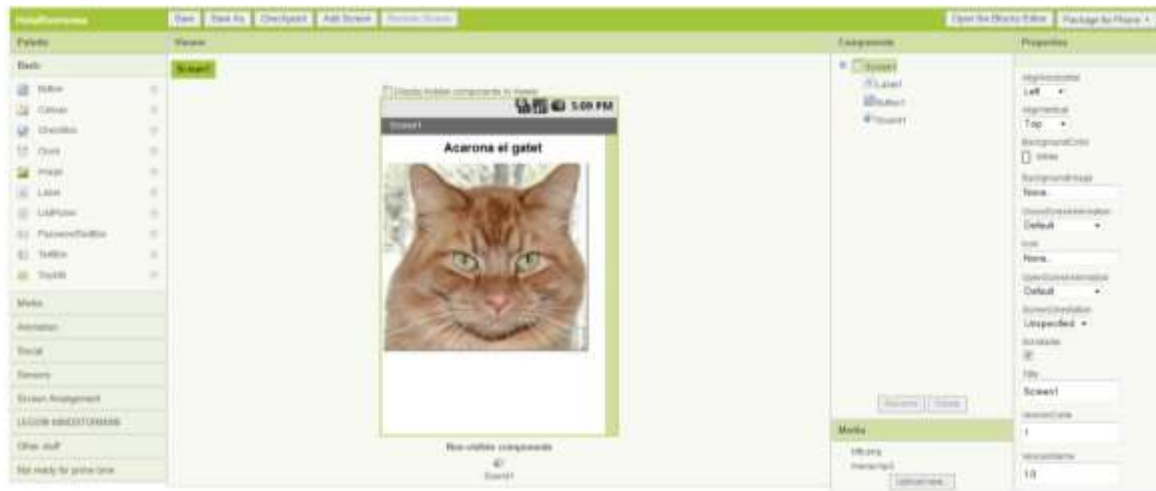 Save Save As Checkpoint Add Screen Remove Screen Open the Blocks Editor Package for Phone
Palette
Viewer
Components
Properties
Basic
Screen1
Button
Canvas
CheckBox
Clock
Image
Label
ListPicker
PasswordTextBox
TextBox
TinyDB
Media
Animation
Social
Sensors
Screen Arrangement
LEGO® MINDSTORMS®
Other stuff
Not ready for prime time
Display hidden components in Viewer
5:09 PM
Screen1
Acarona el gatet
Non-visible components
Sound1
Screen1
Label1
Button1
Sound1
Rename Delete
Media
Upload new...
AlignHorizontal
Left
AlignVertical
Top
BackgroundColor
White
BackgroundImage
None...
CloseScreenAnimation
Default
Icon
None...
OpenScreenAnimation
Default
ScreenOrientation
Unspecified
Scrollable
Title
Screen1
VersionCode
1
VersionName
1.0